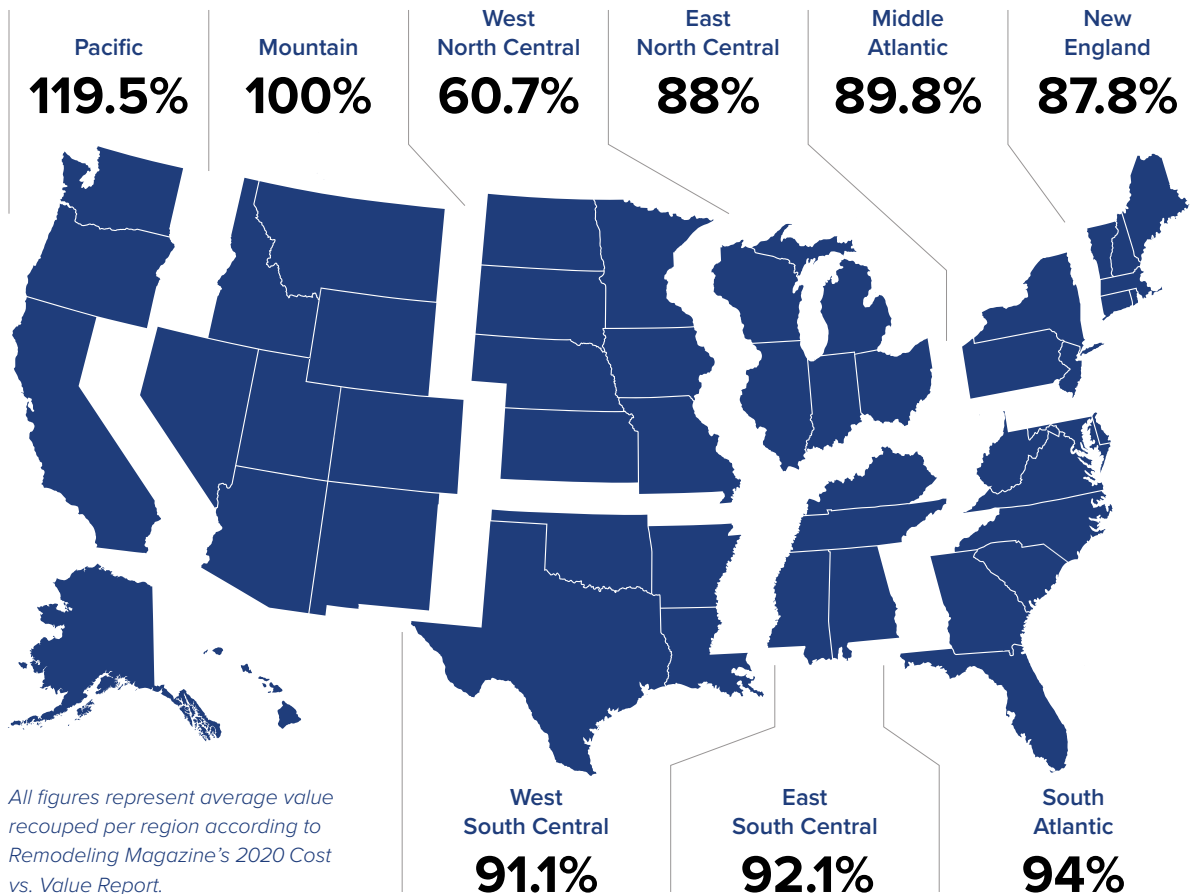 Pacific
119.5%
Mountain
100%
West
North Central
60.7%
East
North Central
88%
Middle
Atlantic
89.8%
New
England
87.8%
All figures represent average value
recouped per region according to
Remodeling Magazine's 2020 Cost
vs. Value Report.
West
South Central
91.1%
East
South Central
92.1%
South
Atlantic
94%